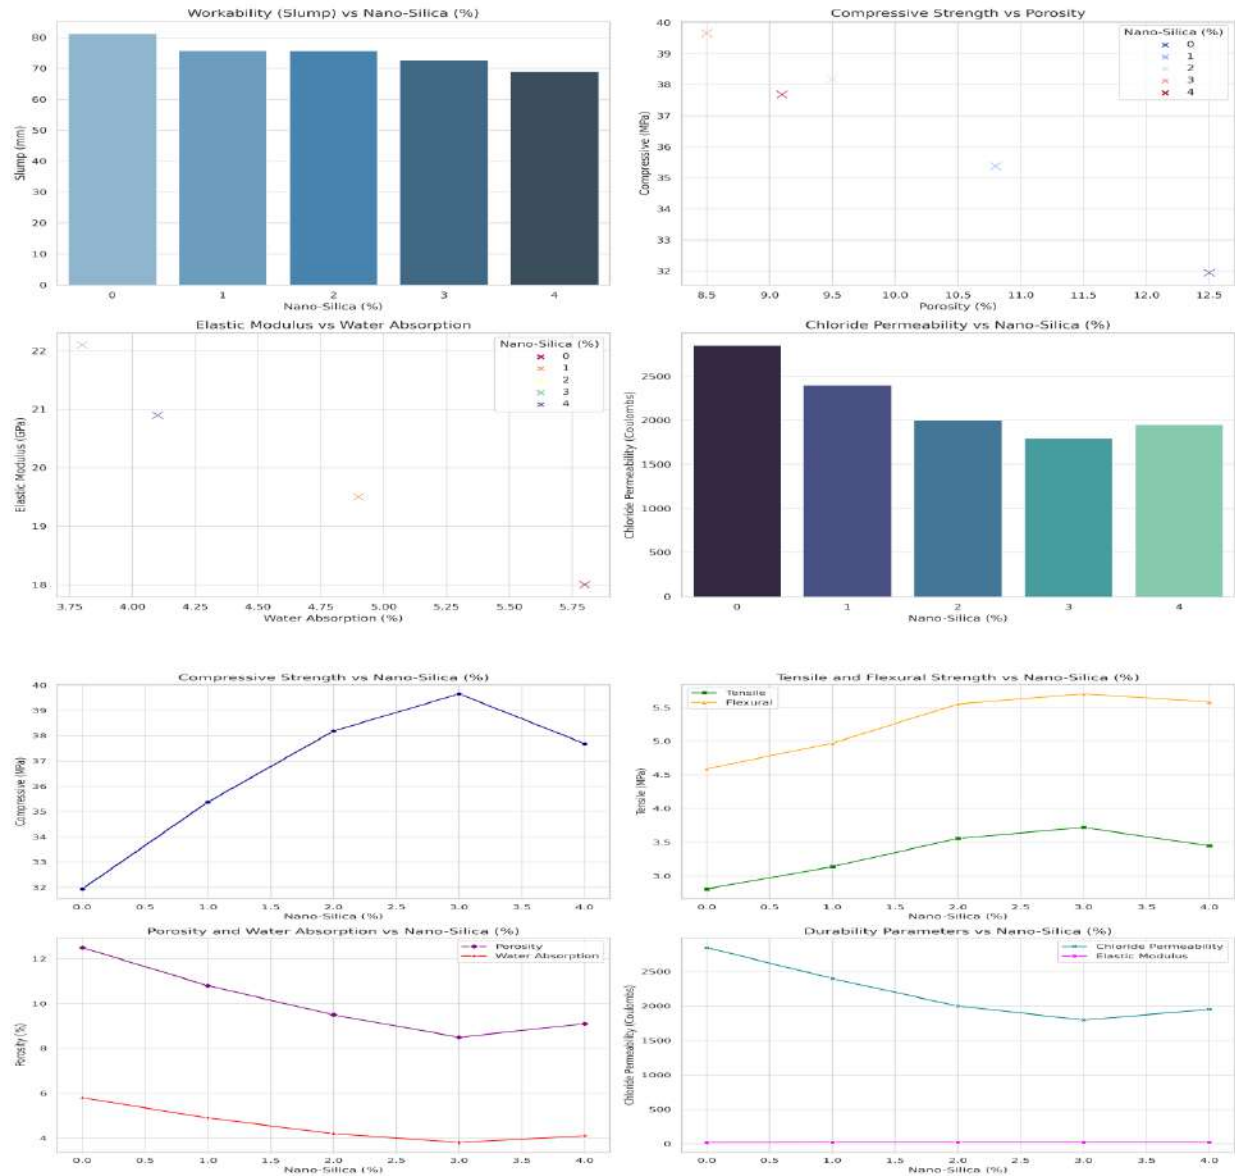 Workability (Slump) vs Nano-Silica (%)
80
70
60
50
40
30
20
10
0
Slump (mm)
0 1 2 3 4
Nano-Silica (%)
Compressive Strength vs Porosity
Nano-Silica (%)
0
1
2
3
4
40
39
38
37
36
35
34
33
32
Compressive (MPa)
8.5 9.0 9.5 10.0 10.5 11.0 11.5 12.0 12.5
Porosity (%)
Elastic Modulus vs Water Absorption
Nano-Silica (%)
0
1
2
3
4
22
21
20
19
18
Elastic Modulus (GPa)
3.75 4.00 4.25 4.50 4.75 5.00 5.25 5.50 5.75
Water Absorption (%)
Chloride Permeability vs Nano-Silica (%)
2500
2000
1500
1000
500
0
Chloride Permeability (Coulombs)
0 1 2 3 4
Nano-Silica (%)
Compressive Strength vs Nano-Silica (%)
40
39
38
37
36
35
34
33
32
Compressive (MPa)
0.0 0.5 1.0 1.5 2.0 2.5 3.0 3.5 4.0
Nano-Silica (%)
Tensile and Flexural Strength vs Nano-Silica (%)
Tensile
Flexural
5.5
5.0
4.5
4.0
3.5
3.0
Tensile (MPa)
0.0 0.5 1.0 1.5 2.0 2.5 3.0 3.5 4.0
Nano-Silica (%)
Porosity and Water Absorption vs Nano-Silica (%)
Porosity
Water Absorption
12
10
8
6
4
Porosity (%)
0.0 0.5 1.0 1.5 2.0 2.5 3.0 3.5 4.0
Nano-Silica (%)
Durability Parameters vs Nano-Silica (%)
Chloride Permeability
Elastic Modulus
2500
2000
1500
1000
500
0
Chloride Permeability (Coulombs)
0.0 0.5 1.0 1.5 2.0 2.5 3.0 3.5 4.0
Nano-Silica (%)